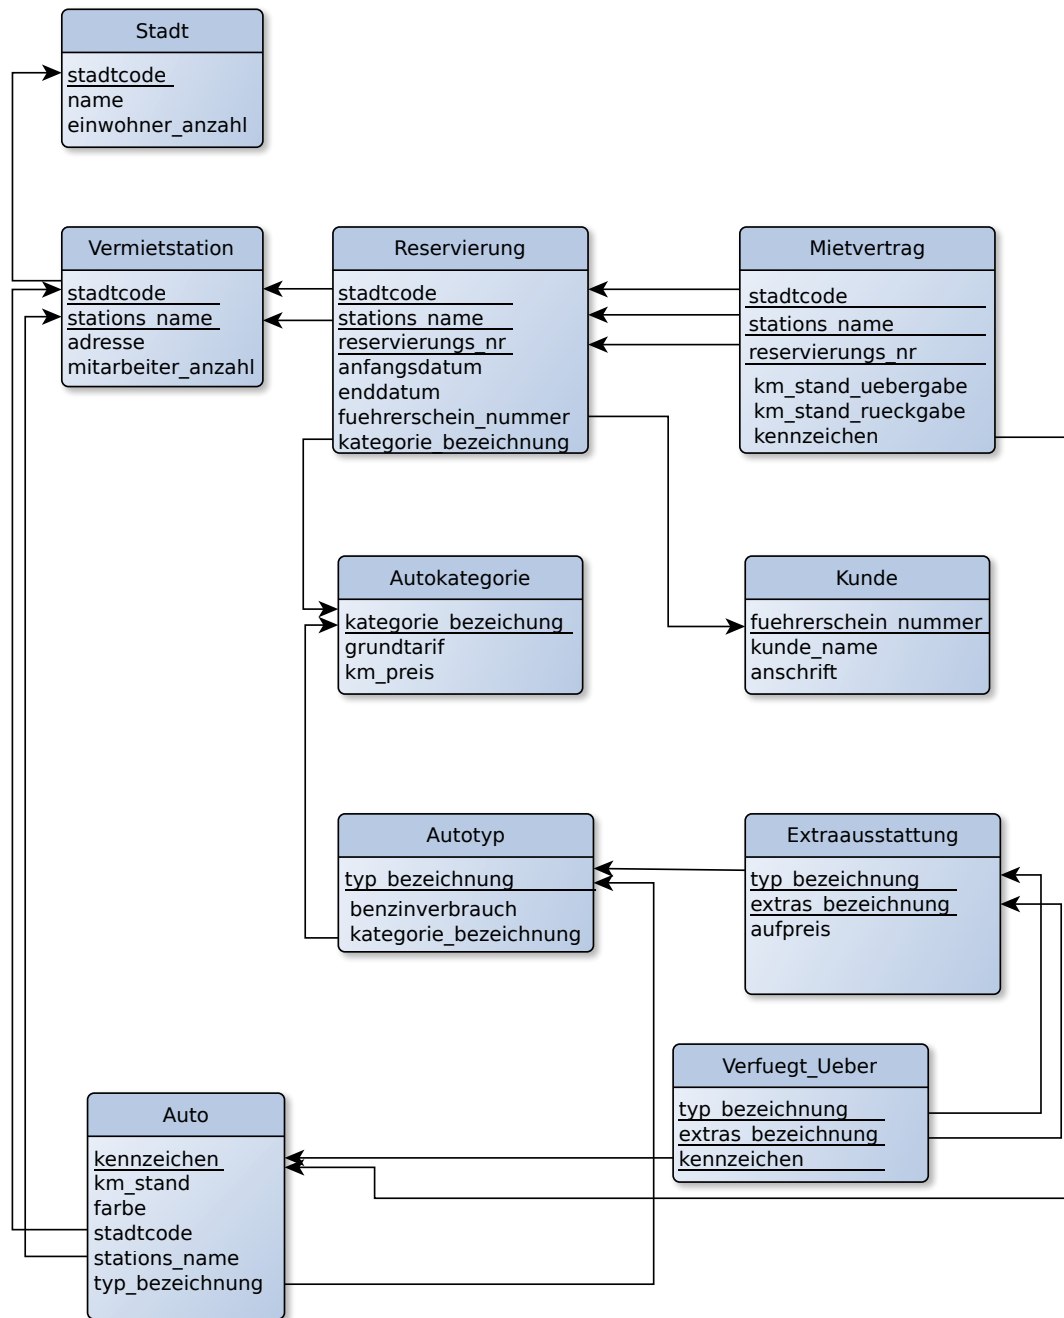 Stadt
stadtcode
name
einwohner_anzahl
Vermietstation
stadtcode
stations_name
adresse
mitarbeiter_anzahl
Reservierung
stadtcode
stations_name
reservierungs_nr
anfangsdatum
enddatum
fuehrerschein_nummer
kategorie_bezeichnung
Mietvertrag
stadtcode
stations_name
reservierungs_nr
km_stand_uebergabe
km_stand_rueckgabe
kennzeichen
Autokategorie
kategorie_bezeichung
grundtarif
km_preis
Kunde
fuehrerschein_nummer
kunde_name
anschrift
Autotyp
typ_bezeichnung
benzinverbrauch
kategorie_bezeichnung
Extraausstattung
typ_bezeichnung
extras_bezeichnung
aufpreis
Verfuegt_Ueber
typ_bezeichnung
extras_bezeichnung
kennzeichen
Auto
kennzeichen
km_stand
farbe
stadtcode
stations_name
typ_bezeichnung